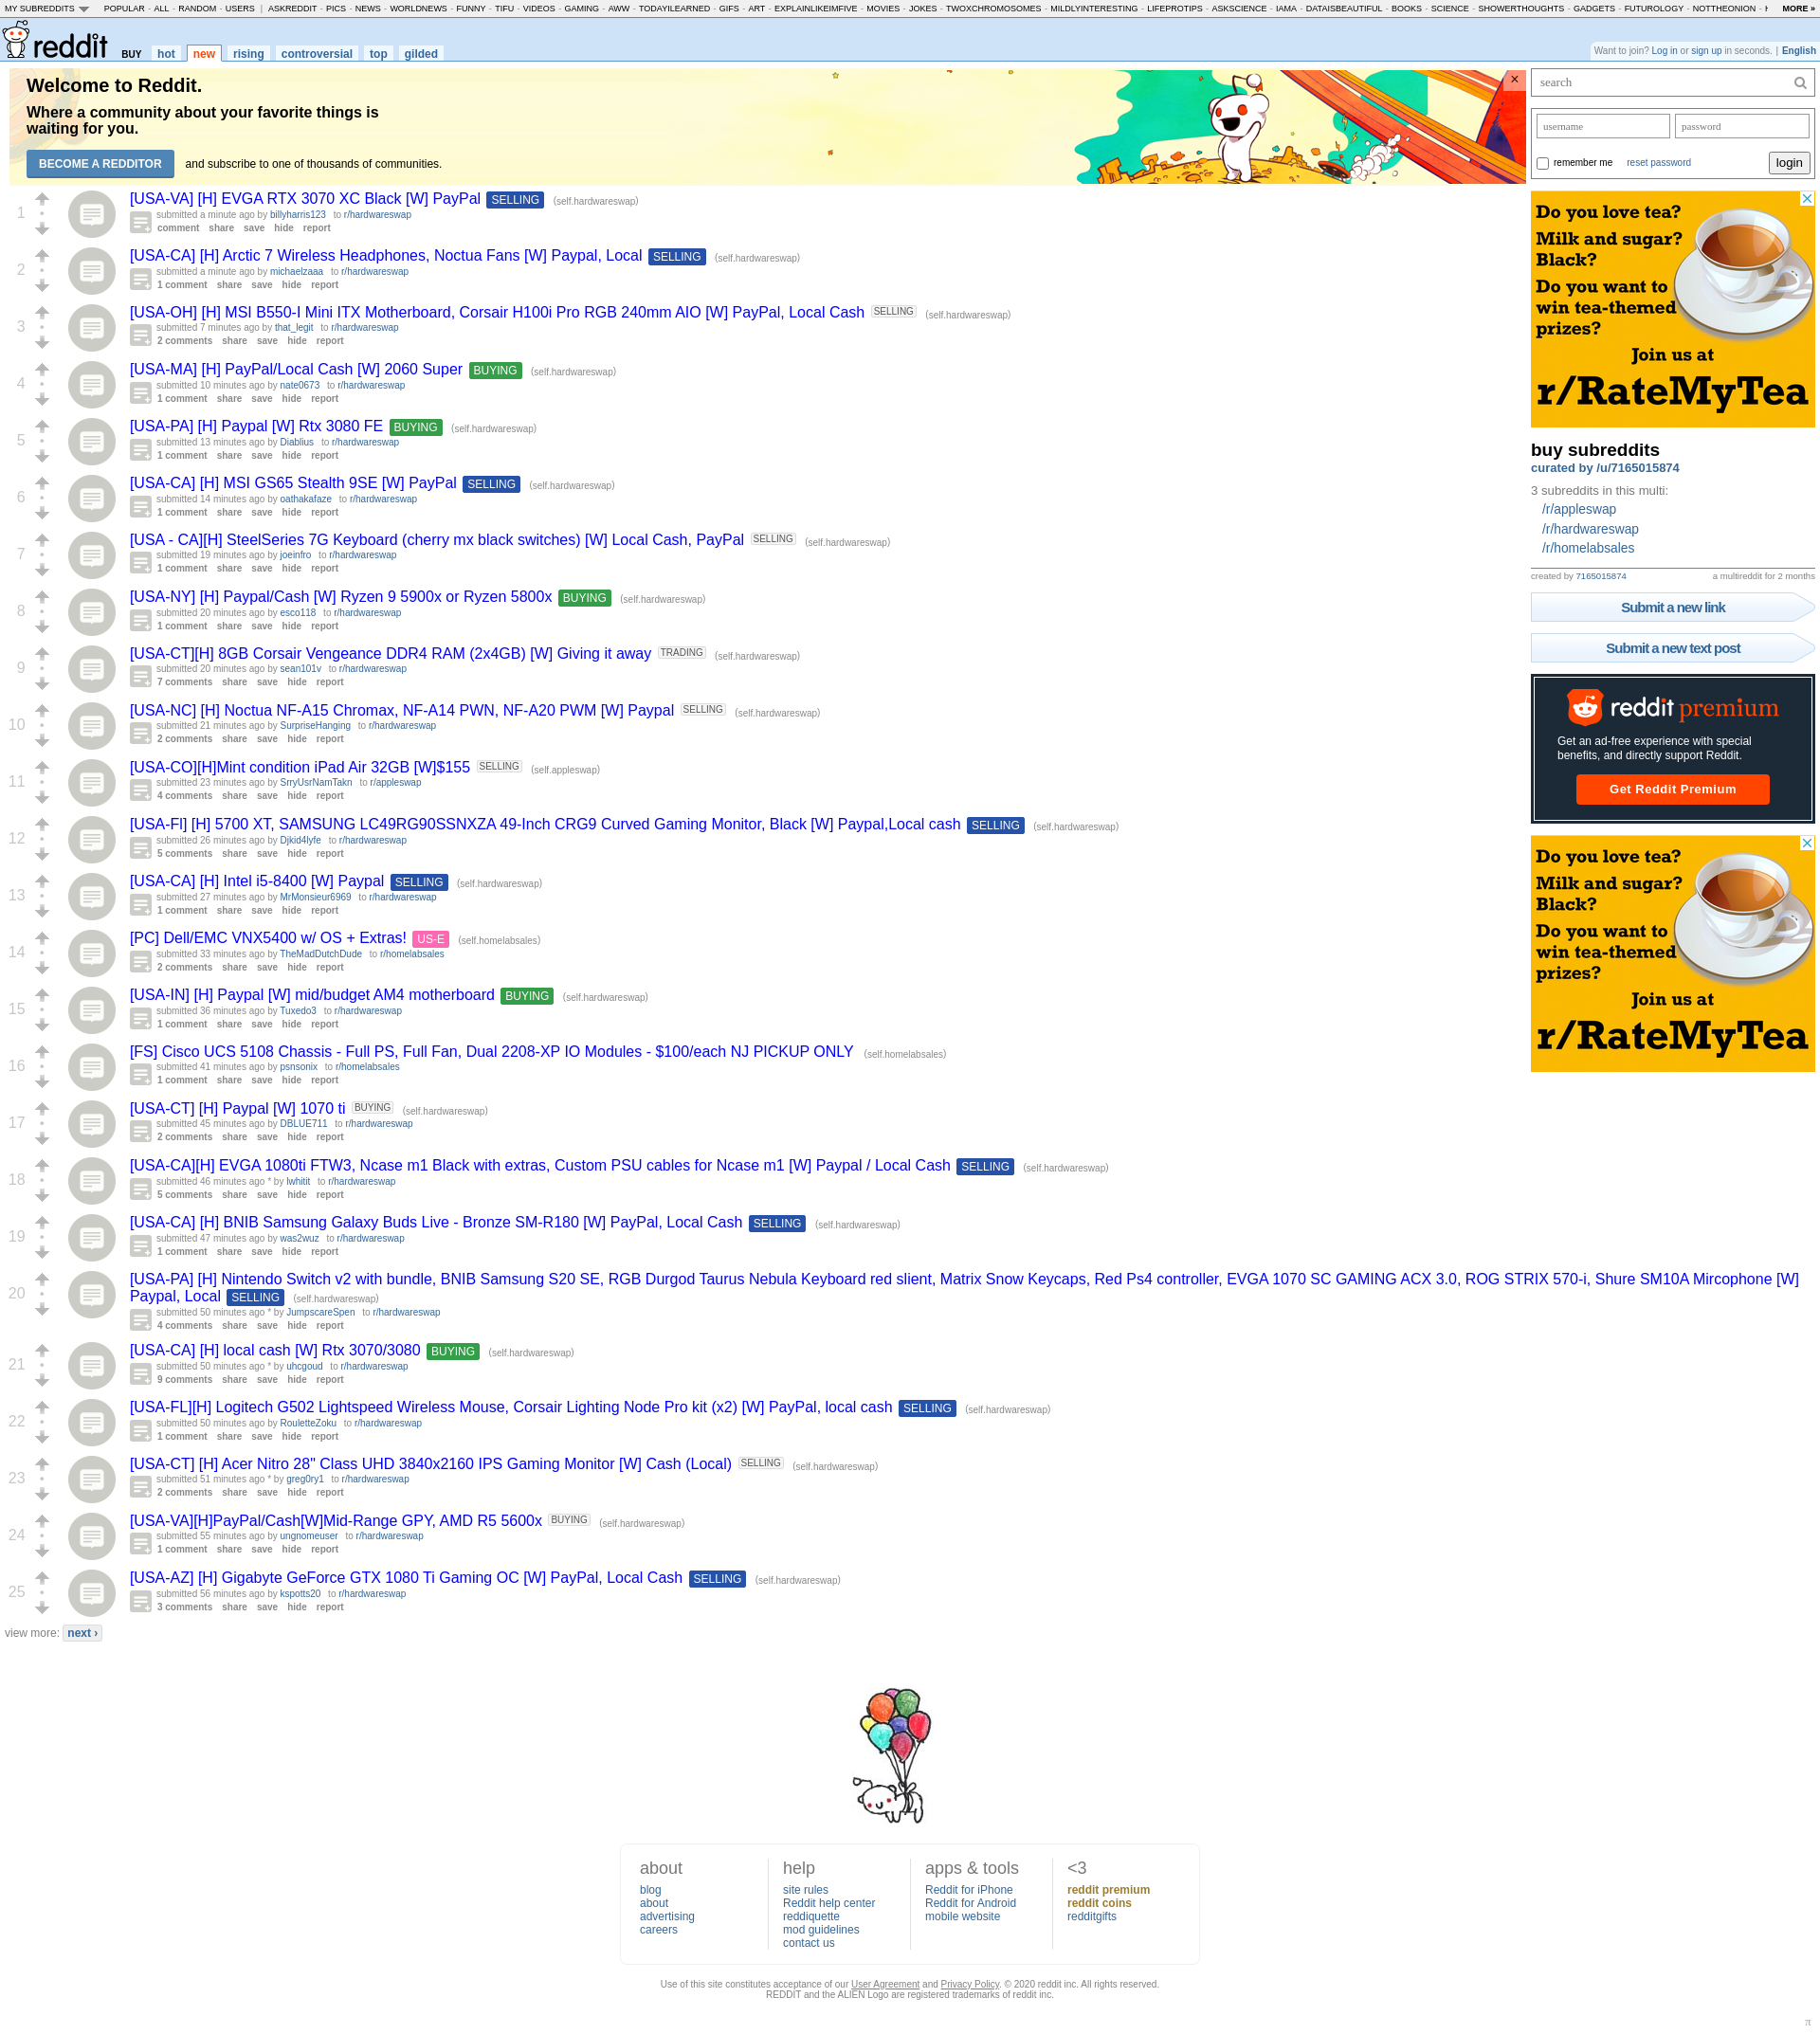 MY SUBREDDITS POPULAR - ALL - RANDOM - USERS | ASKREDDIT - PICS - NEWS - WORLDNEWS - FUNNY - TIFU - VIDEOS - GAMING - AWW - TODAYILEARNED - GIFS - ART - EXPLAINLIKEIMFIVE - MOVIES - JOKES - TWOXCHROMOSOMES - MILDLYINTERESTING - LIFEPROTIPS - ASKSCIENCE - IAMA - DATAISBEAUTIFUL - BOOKS - SCIENCE - SHOWERTHOUGHTS - GADGETS - FUTUROLOGY - NOTTHEONION - MORE »
reddit BUY hot new rising controversial top gilded
Want to join? Log in or sign up in seconds. | English
Welcome to Reddit.
Where a community about your favorite things is
waiting for you.
BECOME A REDDITOR and subscribe to one of thousands of communities.
×
1
[USA-VA] [H] EVGA RTX 3070 XC Black [W] PayPal SELLING (self.hardwareswap)
submitted a minute ago by billyharris123 to r/hardwareswap
comment share save hide report
2
[USA-CA] [H] Arctic 7 Wireless Headphones, Noctua Fans [W] Paypal, Local SELLING (self.hardwareswap)
submitted a minute ago by michaelzaaa to r/hardwareswap
1 comment share save hide report
3
[USA-OH] [H] MSI B550-I Mini ITX Motherboard, Corsair H100i Pro RGB 240mm AIO [W] PayPal, Local Cash SELLING (self.hardwareswap)
submitted 7 minutes ago by that_legit to r/hardwareswap
2 comments share save hide report
4
[USA-MA] [H] PayPal/Local Cash [W] 2060 Super BUYING (self.hardwareswap)
submitted 10 minutes ago by nate0673 to r/hardwareswap
1 comment share save hide report
5
[USA-PA] [H] Paypal [W] Rtx 3080 FE BUYING (self.hardwareswap)
submitted 13 minutes ago by Diablius to r/hardwareswap
1 comment share save hide report
6
[USA-CA] [H] MSI GS65 Stealth 9SE [W] PayPal SELLING (self.hardwareswap)
submitted 14 minutes ago by oathakafaze to r/hardwareswap
1 comment share save hide report
7
[USA - CA][H] SteelSeries 7G Keyboard (cherry mx black switches) [W] Local Cash, PayPal SELLING (self.hardwareswap)
submitted 19 minutes ago by joeinfro to r/hardwareswap
1 comment share save hide report
8
[USA-NY] [H] Paypal/Cash [W] Ryzen 9 5900x or Ryzen 5800x BUYING (self.hardwareswap)
submitted 20 minutes ago by esco118 to r/hardwareswap
1 comment share save hide report
9
[USA-CT][H] 8GB Corsair Vengeance DDR4 RAM (2x4GB) [W] Giving it away TRADING (self.hardwareswap)
submitted 20 minutes ago by sean101v to r/hardwareswap
7 comments share save hide report
10
[USA-NC] [H] Noctua NF-A15 Chromax, NF-A14 PWN, NF-A20 PWM [W] Paypal SELLING (self.hardwareswap)
submitted 21 minutes ago by SurpriseHanging to r/hardwareswap
2 comments share save hide report
11
[USA-CO][H]Mint condition iPad Air 32GB [W]$155 SELLING (self.appleswap)
submitted 23 minutes ago by SrryUsrNamTakn to r/appleswap
4 comments share save hide report
12
[USA-Fl] [H] 5700 XT, SAMSUNG LC49RG90SSNXZA 49-Inch CRG9 Curved Gaming Monitor, Black [W] Paypal,Local cash SELLING (self.hardwareswap)
submitted 26 minutes ago by Djkid4lyfe to r/hardwareswap
5 comments share save hide report
13
[USA-CA] [H] Intel i5-8400 [W] Paypal SELLING (self.hardwareswap)
submitted 27 minutes ago by MrMonsieur6969 to r/hardwareswap
1 comment share save hide report
14
[PC] Dell/EMC VNX5400 w/ OS + Extras! US-E (self.homelabsales)
submitted 33 minutes ago by TheMadDutchDude to r/homelabsales
2 comments share save hide report
15
[USA-IN] [H] Paypal [W] mid/budget AM4 motherboard BUYING (self.hardwareswap)
submitted 36 minutes ago by Tuxedo3 to r/hardwareswap
1 comment share save hide report
16
[FS] Cisco UCS 5108 Chassis - Full PS, Full Fan, Dual 2208-XP IO Modules - $100/each NJ PICKUP ONLY (self.homelabsales)
submitted 41 minutes ago by psnsonix to r/homelabsales
1 comment share save hide report
17
[USA-CT] [H] Paypal [W] 1070 ti BUYING (self.hardwareswap)
submitted 45 minutes ago by DBLUE711 to r/hardwareswap
2 comments share save hide report
18
[USA-CA][H] EVGA 1080ti FTW3, Ncase m1 Black with extras, Custom PSU cables for Ncase m1 [W] Paypal / Local Cash SELLING (self.hardwareswap)
submitted 46 minutes ago * by lwhitit to r/hardwareswap
5 comments share save hide report
19
[USA-CA] [H] BNIB Samsung Galaxy Buds Live - Bronze SM-R180 [W] PayPal, Local Cash SELLING (self.hardwareswap)
submitted 47 minutes ago by was2wuz to r/hardwareswap
1 comment share save hide report
20
[USA-PA] [H] Nintendo Switch v2 with bundle, BNIB Samsung S20 SE, RGB Durgod Taurus Nebula Keyboard red slient, Matrix Snow Keycaps, Red Ps4 controller, EVGA 1070 SC GAMING ACX 3.0, ROG STRIX 570-i, Shure SM10A Mircophone [W]
Paypal, Local SELLING (self.hardwareswap)
submitted 50 minutes ago * by JumpscareSpen to r/hardwareswap
4 comments share save hide report
21
[USA-CA] [H] local cash [W] Rtx 3070/3080 BUYING (self.hardwareswap)
submitted 50 minutes ago * by uhcgoud to r/hardwareswap
9 comments share save hide report
22
[USA-FL][H] Logitech G502 Lightspeed Wireless Mouse, Corsair Lighting Node Pro kit (x2) [W] PayPal, local cash SELLING (self.hardwareswap)
submitted 50 minutes ago by RouletteZoku to r/hardwareswap
1 comment share save hide report
23
[USA-CT] [H] Acer Nitro 28" Class UHD 3840x2160 IPS Gaming Monitor [W] Cash (Local) SELLING (self.hardwareswap)
submitted 51 minutes ago * by greg0ry1 to r/hardwareswap
2 comments share save hide report
24
[USA-VA][H]PayPal/Cash[W]Mid-Range GPY, AMD R5 5600x BUYING (self.hardwareswap)
submitted 55 minutes ago by ungnomeuser to r/hardwareswap
1 comment share save hide report
25
[USA-AZ] [H] Gigabyte GeForce GTX 1080 Ti Gaming OC [W] PayPal, Local Cash SELLING (self.hardwareswap)
submitted 56 minutes ago by kspotts20 to r/hardwareswap
3 comments share save hide report
view more: next ›
search
username password
remember me reset password login
Do you love tea?
Milk and sugar?
Black?
Do you want to
win tea-themed
prizes?
Join us at
r/RateMyTea
buy subreddits
curated by /u/7165015874
3 subreddits in this multi:
/r/appleswap
/r/hardwareswap
/r/homelabsales
created by 7165015874 a multireddit for 2 months
Submit a new link
Submit a new text post
reddit premium
Get an ad-free experience with special
benefits, and directly support Reddit.
Get Reddit Premium
Do you love tea?
Milk and sugar?
Black?
Do you want to
win tea-themed
prizes?
Join us at
r/RateMyTea
about
blog
about
advertising
careers
help
site rules
Reddit help center
reddiquette
mod guidelines
contact us
apps & tools
Reddit for iPhone
Reddit for Android
mobile website
<3
reddit premium
reddit coins
redditgifts
Use of this site constitutes acceptance of our User Agreement and Privacy Policy. © 2020 reddit inc. All rights reserved.
REDDIT and the ALIEN Logo are registered trademarks of reddit inc.
π